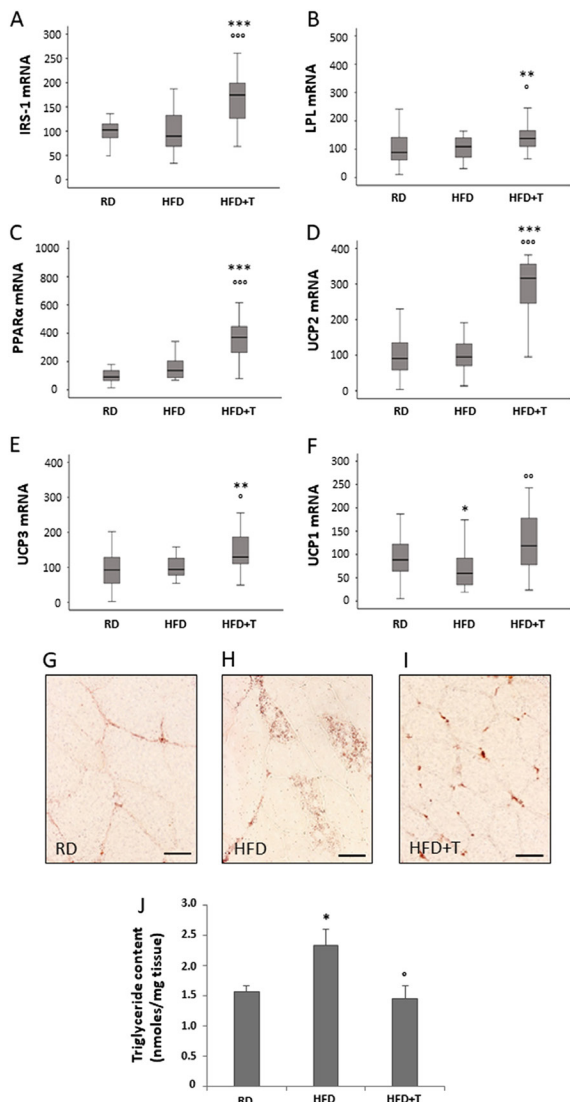 A
IRS-1 mRNA
300
250
200
150
100
50
0
***
°°°
RD HFD HFD+T
B
LPL mRNA
500
400
300
200
100
0
**
°
RD HFD HFD+T
C
PPARα mRNA
1000
800
600
400
200
0
***
°°°
RD HFD HFD+T
D
UCP2 mRNA
400
300
200
100
0
***
°°°
RD HFD HFD+T
E
UCP3 mRNA
400
300
200
100
0
**
°
RD HFD HFD+T
F
UCP1 mRNA
300
250
200
150
100
50
0
*
°°
RD HFD HFD+T
G
RD
H
HFD
I
HFD+T
J
Triglyceride content
(nmoles/mg tissue)
3.0
2.5
2.0
1.5
1.0
0.5
0
*
°
RD HFD HFD+T